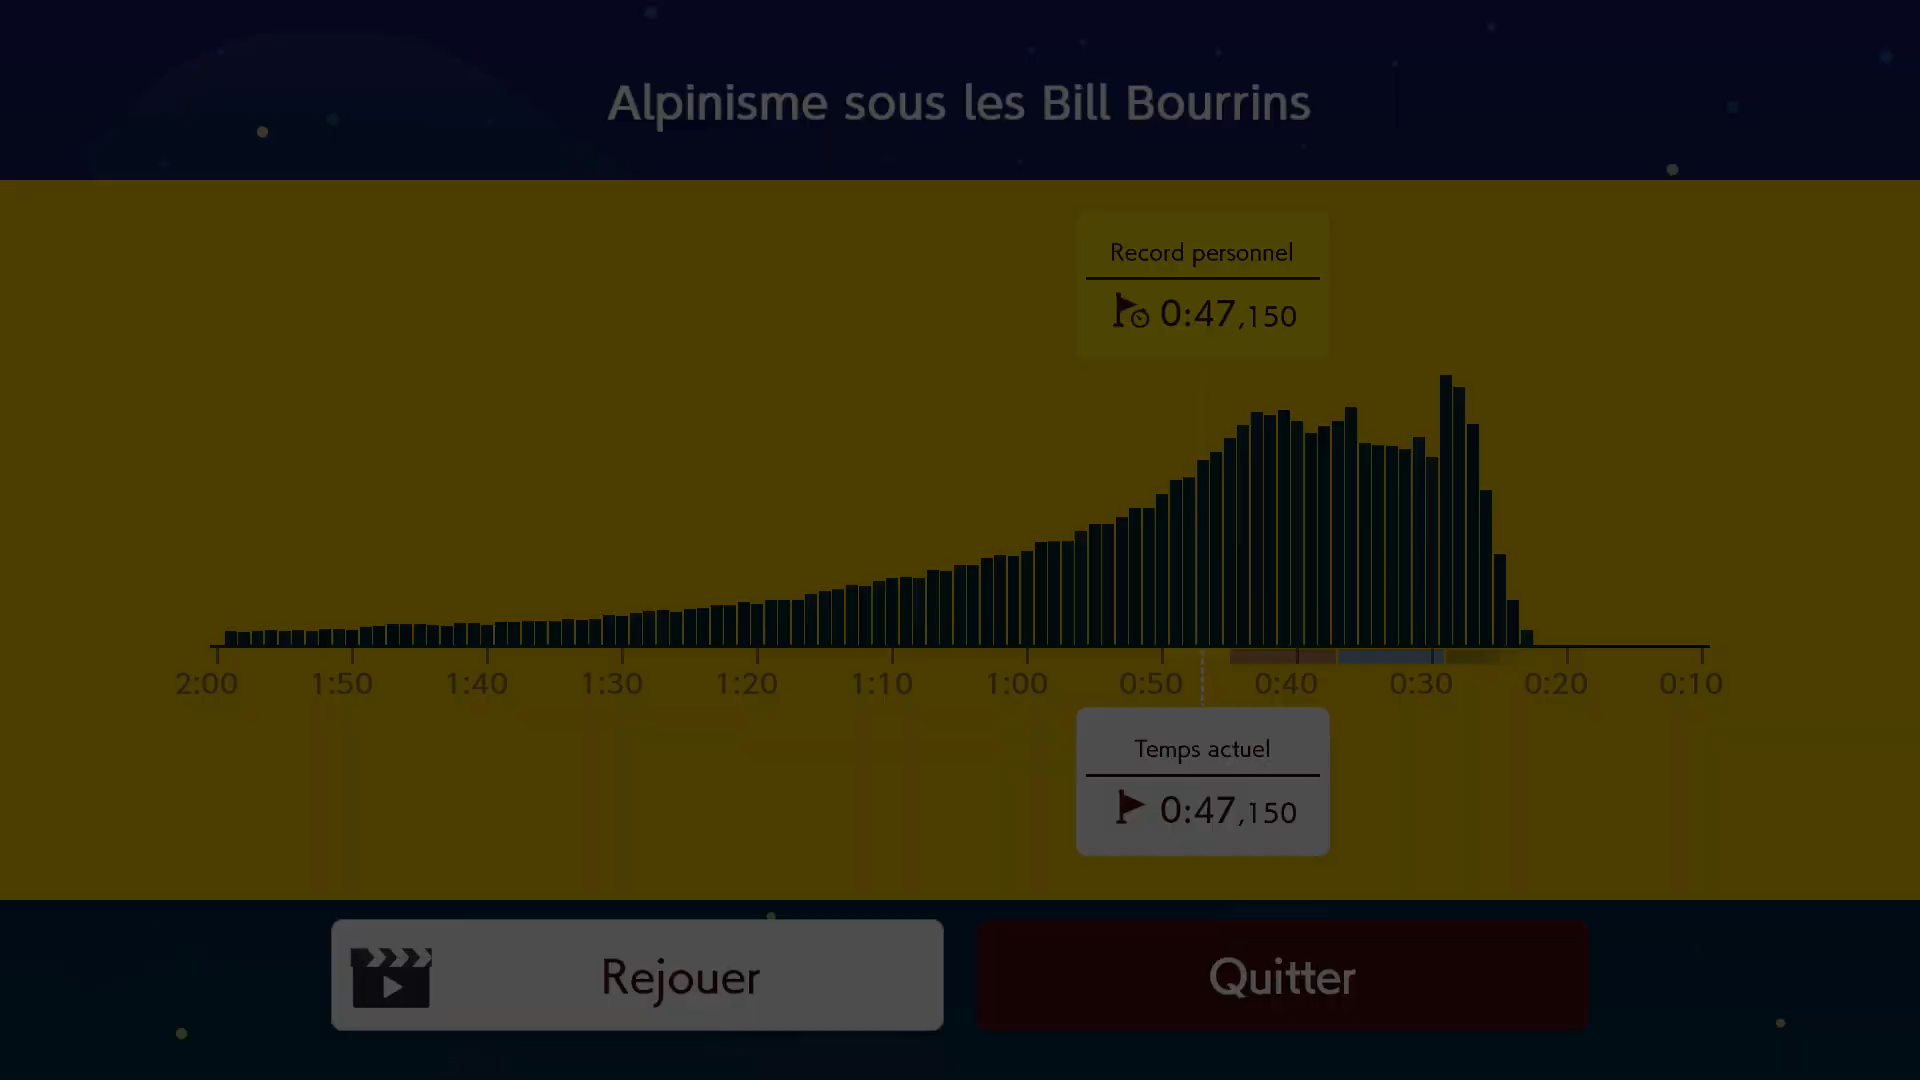 Alpinisme sous les Bill Bourrins
Record personnel
0:47,150
2:00 1:50 1:40 1:30 1:20 1:10 1:00 0:50 0:40 0:30 0:20 0:10
Temps actuel
0:47,150
Rejouer Quitter